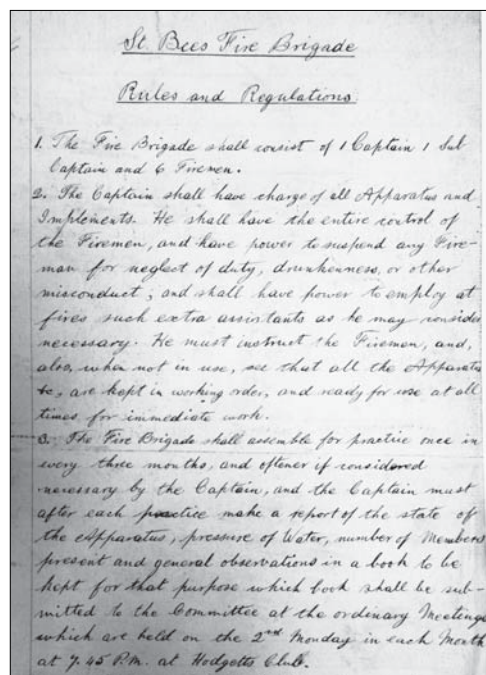 St. Bees Fire Brigade
Rules and Regulations
1. The Fire Brigade shall consist of 1 Captain 1 Sub
Captain and 6 Firemen.
2. The Captain shall have charge of all Apparatus and
Implements. He shall have the entire control of
the Firemen, and have power to suspend any Fire-
man for neglect of duty, drunkenness, or other
misconduct; and shall have power to employ at
fires such extra assistants as he may consider
necessary. He must instruct the Firemen, and,
also, when not in use, see that all the Apparatus
&c, are kept in working order, and ready for use at all
times for immediate work.
3. The Fire Brigade shall assemble for practice once in
every three months, and oftener if considered
necessary by the Captain, and the Captain must
after each practice make a report of the state of
the Apparatus, pressure of Water, number of Members
present and general observations in a book to be
kept for that purpose which book shall be sub-
mitted to the Committee at the ordinary Meetings
which are held on the 2nd Monday in each Month
at 7.45 P.M. at Hodgetts Club.